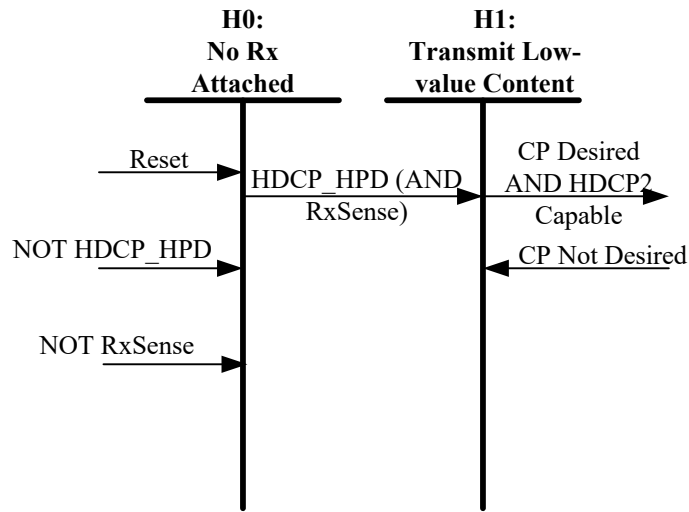 H0:
No Rx
Attached
H1:
Transmit Low-
value Content
Reset
HDCP_HPD (AND
RxSense)
CP Desired
AND HDCP2
Capable
NOT HDCP_HPD
CP Not Desired
NOT RxSense